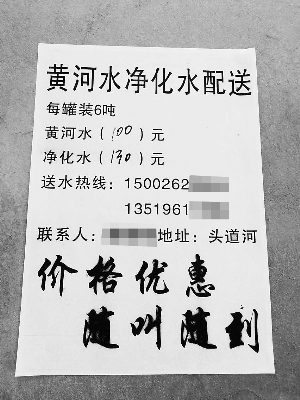 黄河水净化水配送
每罐装6吨
黄河水（100）元
净化水（130）元
送水热线：1500262
1351961
联系人： 地址：头道河
价格优惠
随叫随到